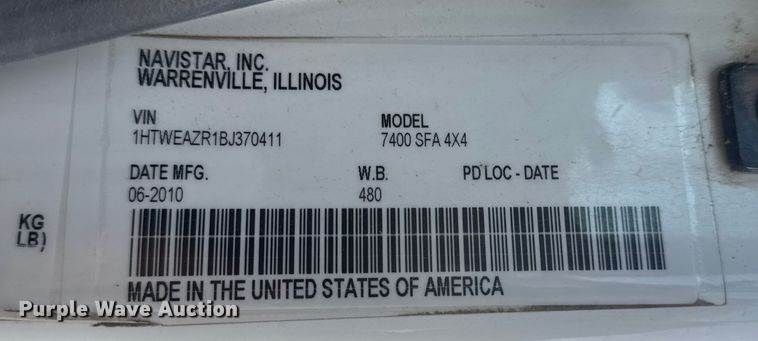 NAVISTAR, INC.
WARRENVILLE, ILLINOIS
VIN MODEL
1HTWEAZR1BJ370411 7400 SFA 4X4
DATE MFG. W.B. PD LOC - DATE
06-2010 480
KG
LB)
MADE IN THE UNITED STATES OF AMERICA
Purple Wave Auction